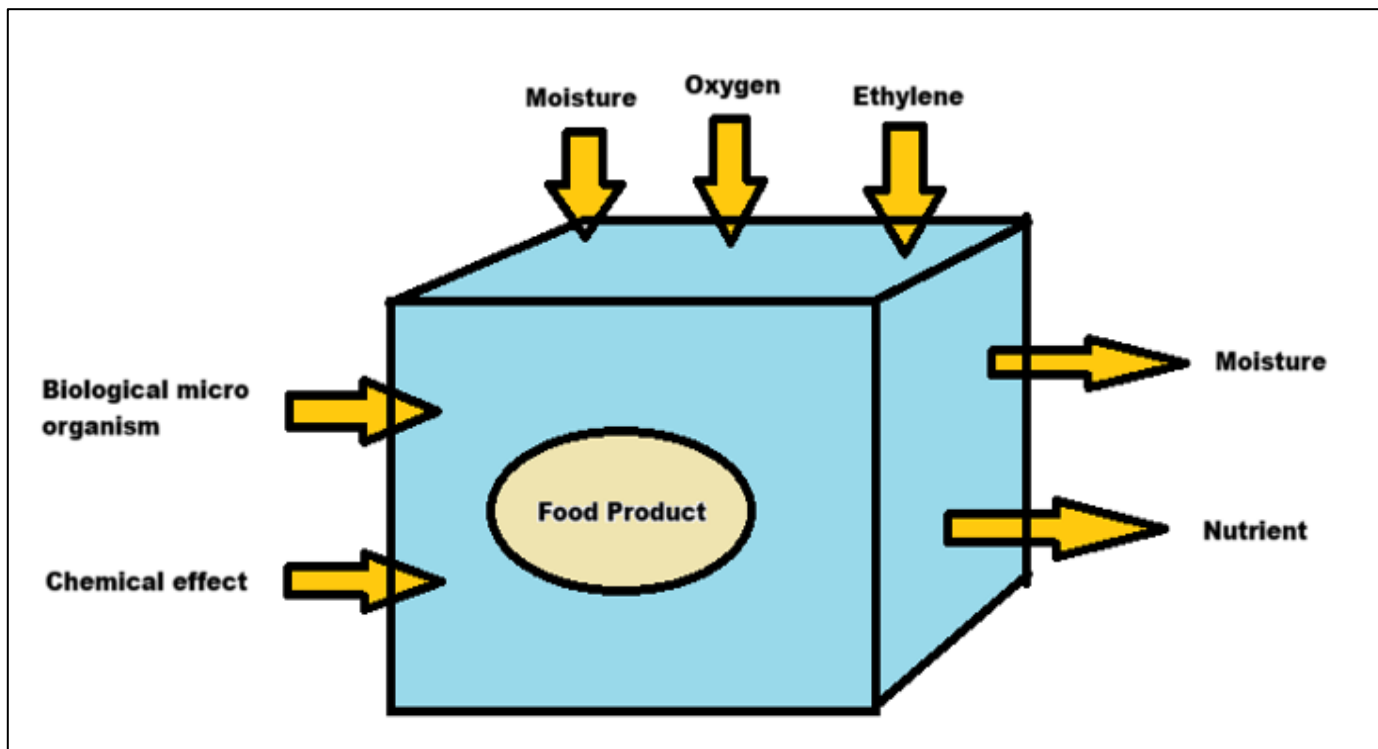 Moisture
Oxygen
Ethylene
Biological micro
organism
Chemical effect
Food Product
Moisture
Nutrient